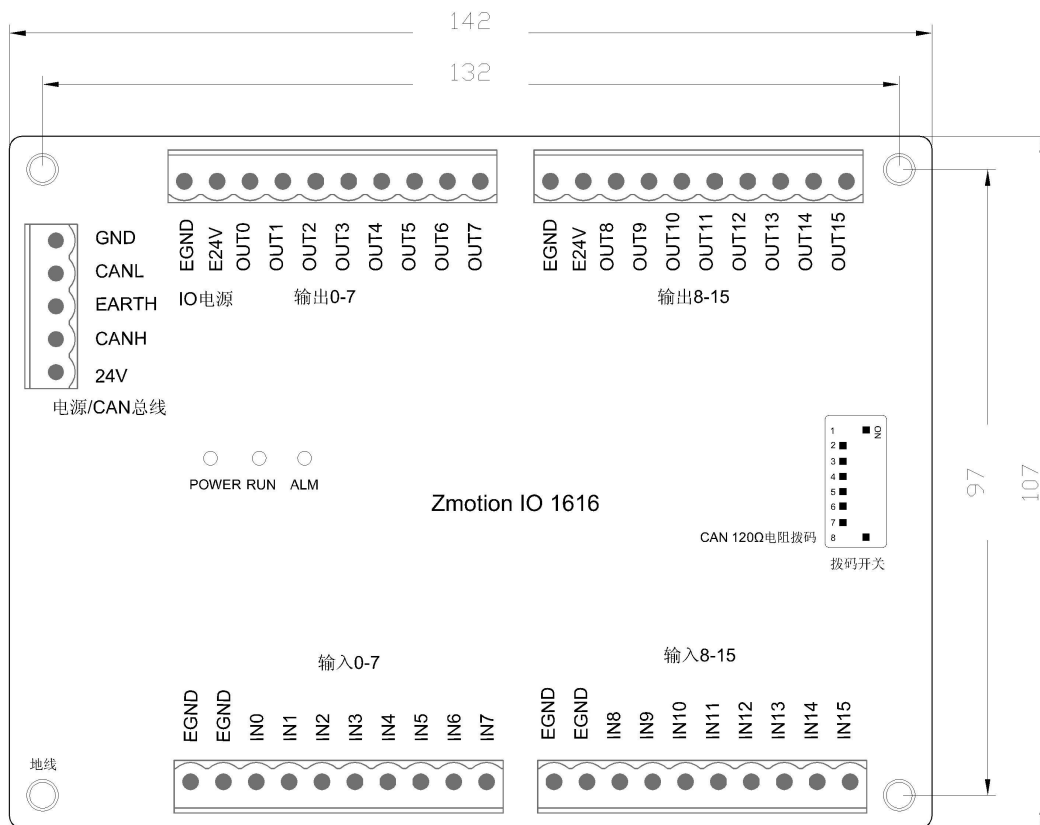 142
132
EGND E24V OUT0 OUT1 OUT2 OUT3 OUT4 OUT5 OUT6 OUT7
EGND E24V OUT8 OUT9 OUT10 OUT11 OUT12 OUT13 OUT14 OUT15
IO电源
输出0-7
输出8-15
GND
CANL
EARTH
CANH
24V
电源/CAN总线
POWER RUN ALM
Zmotion IO 1616
1
ON
2
3
4
5
6
7
8
CAN 120Ω电阻拨码
拨码开关
97
107
输入0-7
输入8-15
EGND EGND IN0 IN1 IN2 IN3 IN4 IN5 IN6 IN7
EGND EGND IN8 IN9 IN10 IN11 IN12 IN13 IN14 IN15
地线